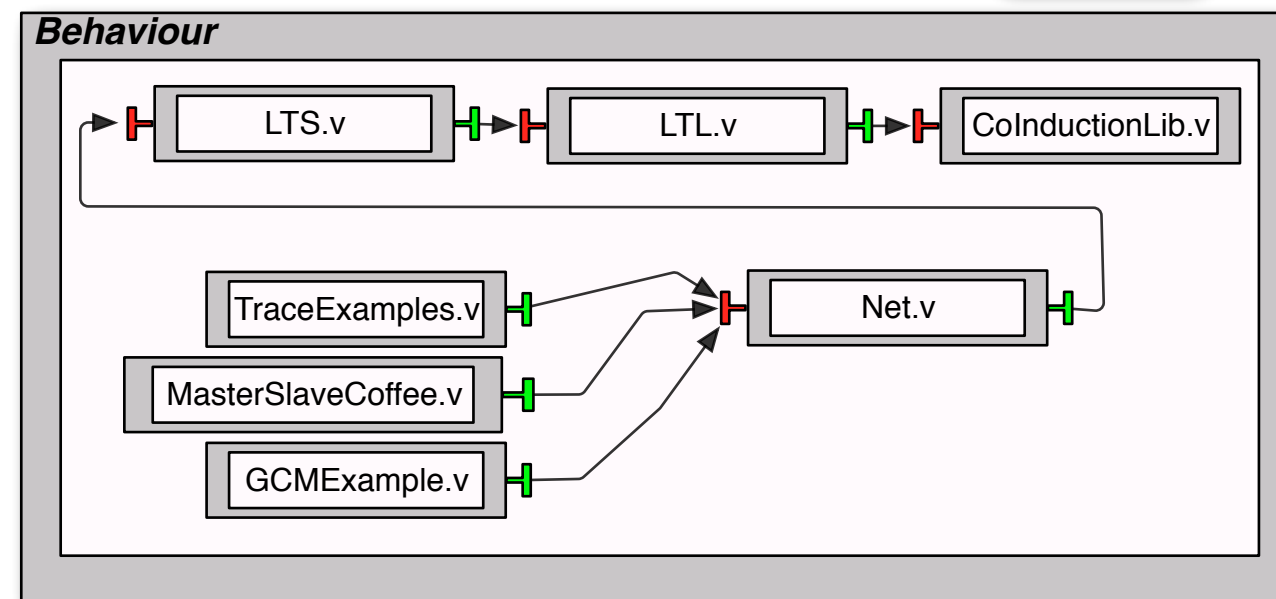 Behaviour
LTS.v
LTL.v
CoInductionLib.v
TraceExamples.v
Net.v
MasterSlaveCoffee.v
GCMExample.v